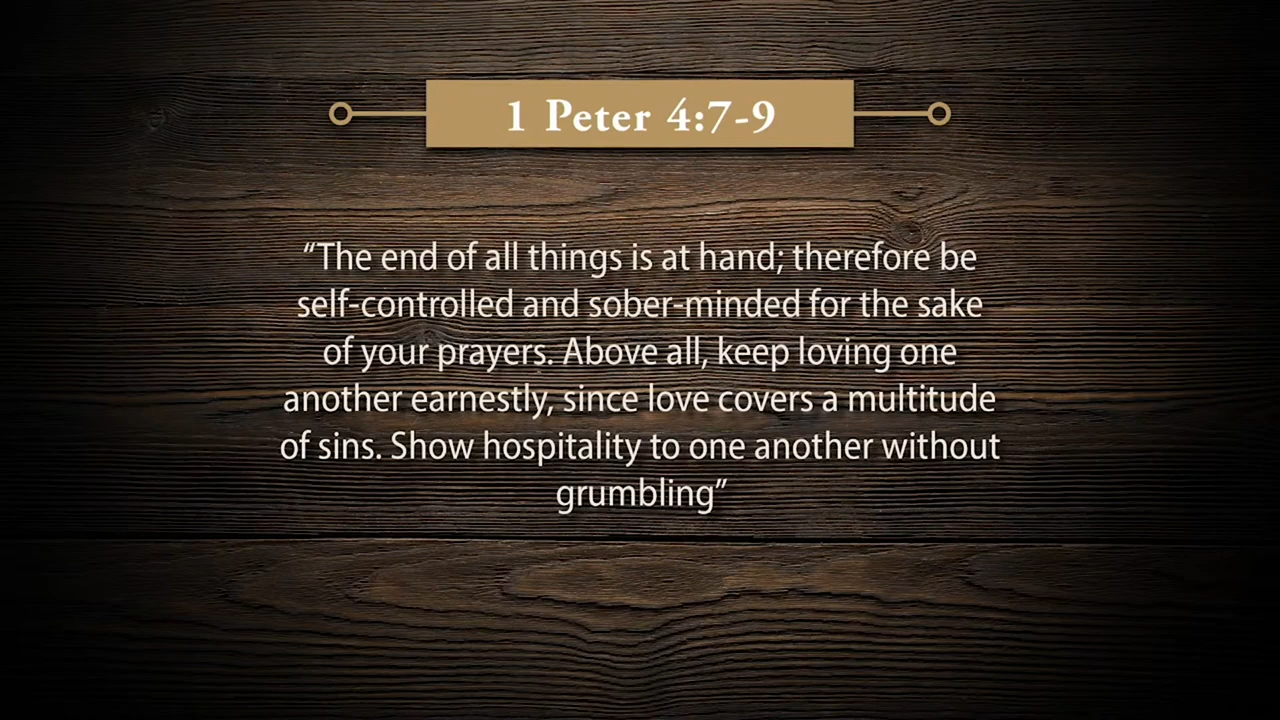 1 Peter 4:7-9
“The end of all things is at hand; therefore be
self-controlled and sober-minded for the sake
of your prayers. Above all, keep loving one
another earnestly, since love covers a multitude
of sins. Show hospitality to one another without
grumbling”